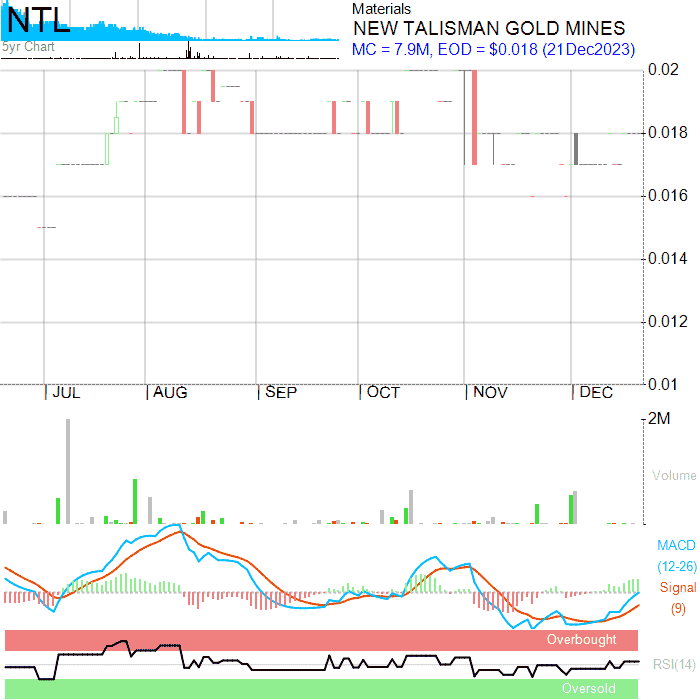 NTL
5yr Chart
Materials
NEW TALISMAN GOLD MINES
MC = 7.9M, EOD = $0.018 (21Dec2023)
0.02
0.018
0.016
0.014
0.012
0.01
JUL AUG SEP OCT NOV DEC
2M
Volume
MACD
(12-26)
Signal
(9)
Overbought
RSI(14)
Oversold